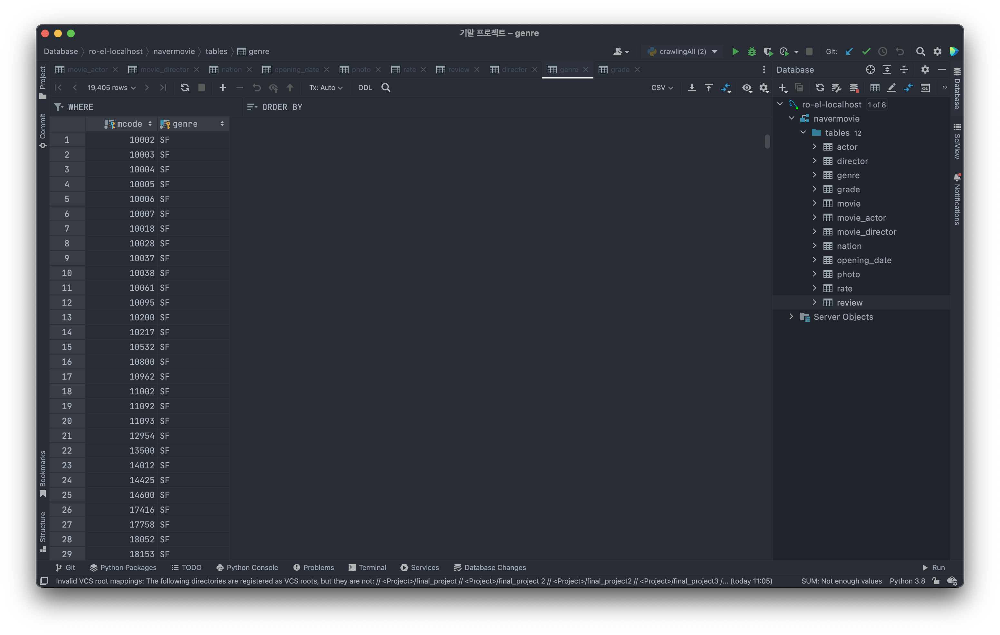 기말 프로젝트 – genre
Database ro-el-localhost navermovie tables genre
crawlingAll (2) Git:
movie_actor movie_director nation opening_date photo rate review director genre grade
19,405 rows Tx: Auto DDL CSV
WHERE ORDER BY
mcode genre
1 10002 SF
2 10003 SF
3 10004 SF
4 10005 SF
5 10006 SF
6 10007 SF
7 10018 SF
8 10028 SF
9 10037 SF
10 10038 SF
11 10061 SF
12 10095 SF
13 10200 SF
14 10217 SF
15 10532 SF
16 10800 SF
17 10962 SF
18 11002 SF
19 11092 SF
20 11093 SF
21 12954 SF
22 13500 SF
23 14012 SF
24 14425 SF
25 14600 SF
26 17416 SF
27 17758 SF
28 18052 SF
29 18153 SF
Project
Commit
Bookmarks
Structure
Database
ro-el-localhost 1 of 8
navermovie
tables 12
actor
director
genre
grade
movie
movie_actor
movie_director
nation
opening_date
photo
rate
review
Server Objects
QL
Database
SciView
Notifications
Git Python Packages TODO Python Console Problems Terminal Services Database Changes Run
Invalid VCS root mappings: The following directories are registered as VCS roots, but they are not: // <Project>/final_project // <Project>/final_project 2 // <Project>/final_project2 // <Project>/final_project3 /... (today 11:05) SUM: Not enough values Python 3.8